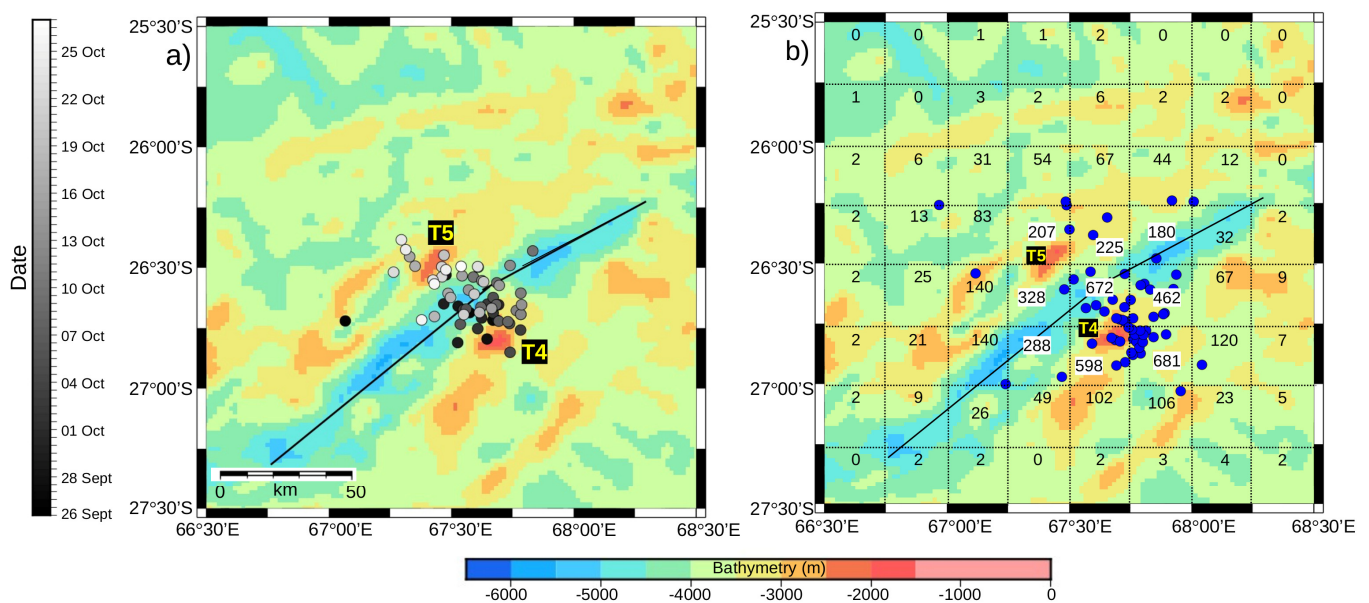 a)
25°30'S
26°00'S
26°30'S
27°00'S
27°30'S
66°30'E
67°00'E
67°30'E
68°00'E
68°30'E
T5
T4
0 km 50
Date
25 Oct
22 Oct
19 Oct
16 Oct
13 Oct
10 Oct
07 Oct
04 Oct
01 Oct
28 Sept
26 Sept
b)
25°30'S
26°00'S
26°30'S
27°00'S
27°30'S
66°30'E
67°00'E
67°30'E
68°00'E
68°30'E
0 0 1 1 2 0 0 0
1 0 3 2 6 2 2 0
2 6 31 54 67 44 12 0
2 13 83 207 225 180 32 2
T5
2 25 140 328 672 462 67 9
T4
2 21 140 288 598 681 120 7
2 9 26 49 102 106 23 5
0 2 2 0 2 3 4 2
Bathymetry (m)
-6000 -5000 -4000 -3000 -2000 -1000 0